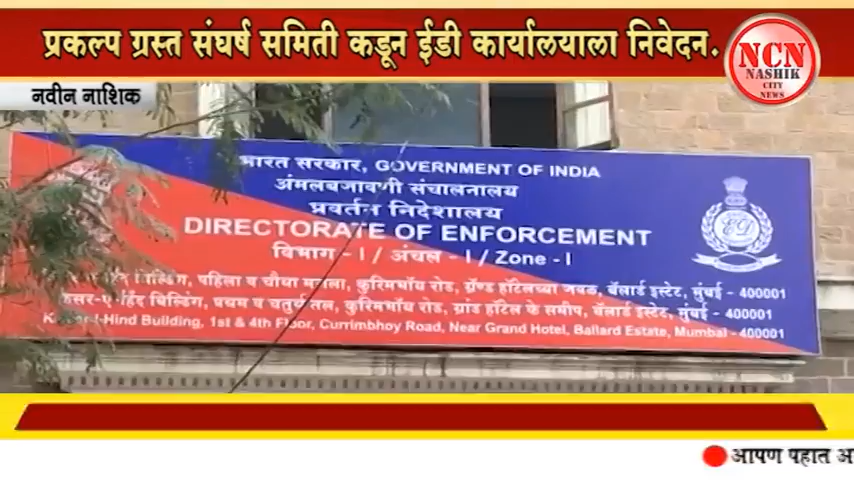 प्रकल्प ग्रस्त संघर्ष समिती कडून ईडी कार्यालयाला निवेदन.
NCN
NASHIK
CITY
NEWS
नवीन नाशिक
भारत सरकार, GOVERNMENT OF INDIA
अंमलबजावणी संचालनालय
प्रवर्तन निदेशालय
DIRECTORATE OF ENFORCEMENT
विभाग - I / अंचल - I / Zone - I
बिल्डिंग, पहिला व चौथा मजला, कुरिमभॉय रोड, ग्रॅण्ड हॉटेलच्या जवळ, बॅलार्ड इस्टेट, मुंबई - 400001
कैसर-ए-हिंद बिल्डिंग, प्रथम व चतुर्थ तल, कुरीमभॉय रोड, ग्रांड हॉटेल के समीप, बॅलार्ड इस्टेट, मुंबई - 400001
-Hind Building, 1st & 4th Floor, Currimbhoy Road, Near Grand Hotel, Ballard Estate, Mumbai - 400001
आपण पहात